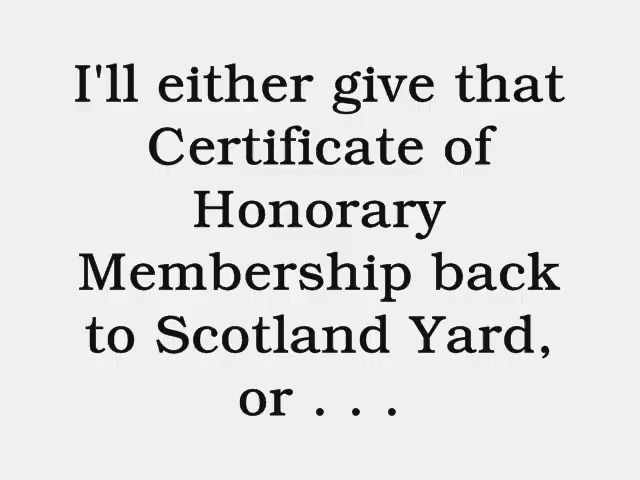 I'll either give that
Certificate of
Honorary
Membership back
to Scotland Yard,
or . . .